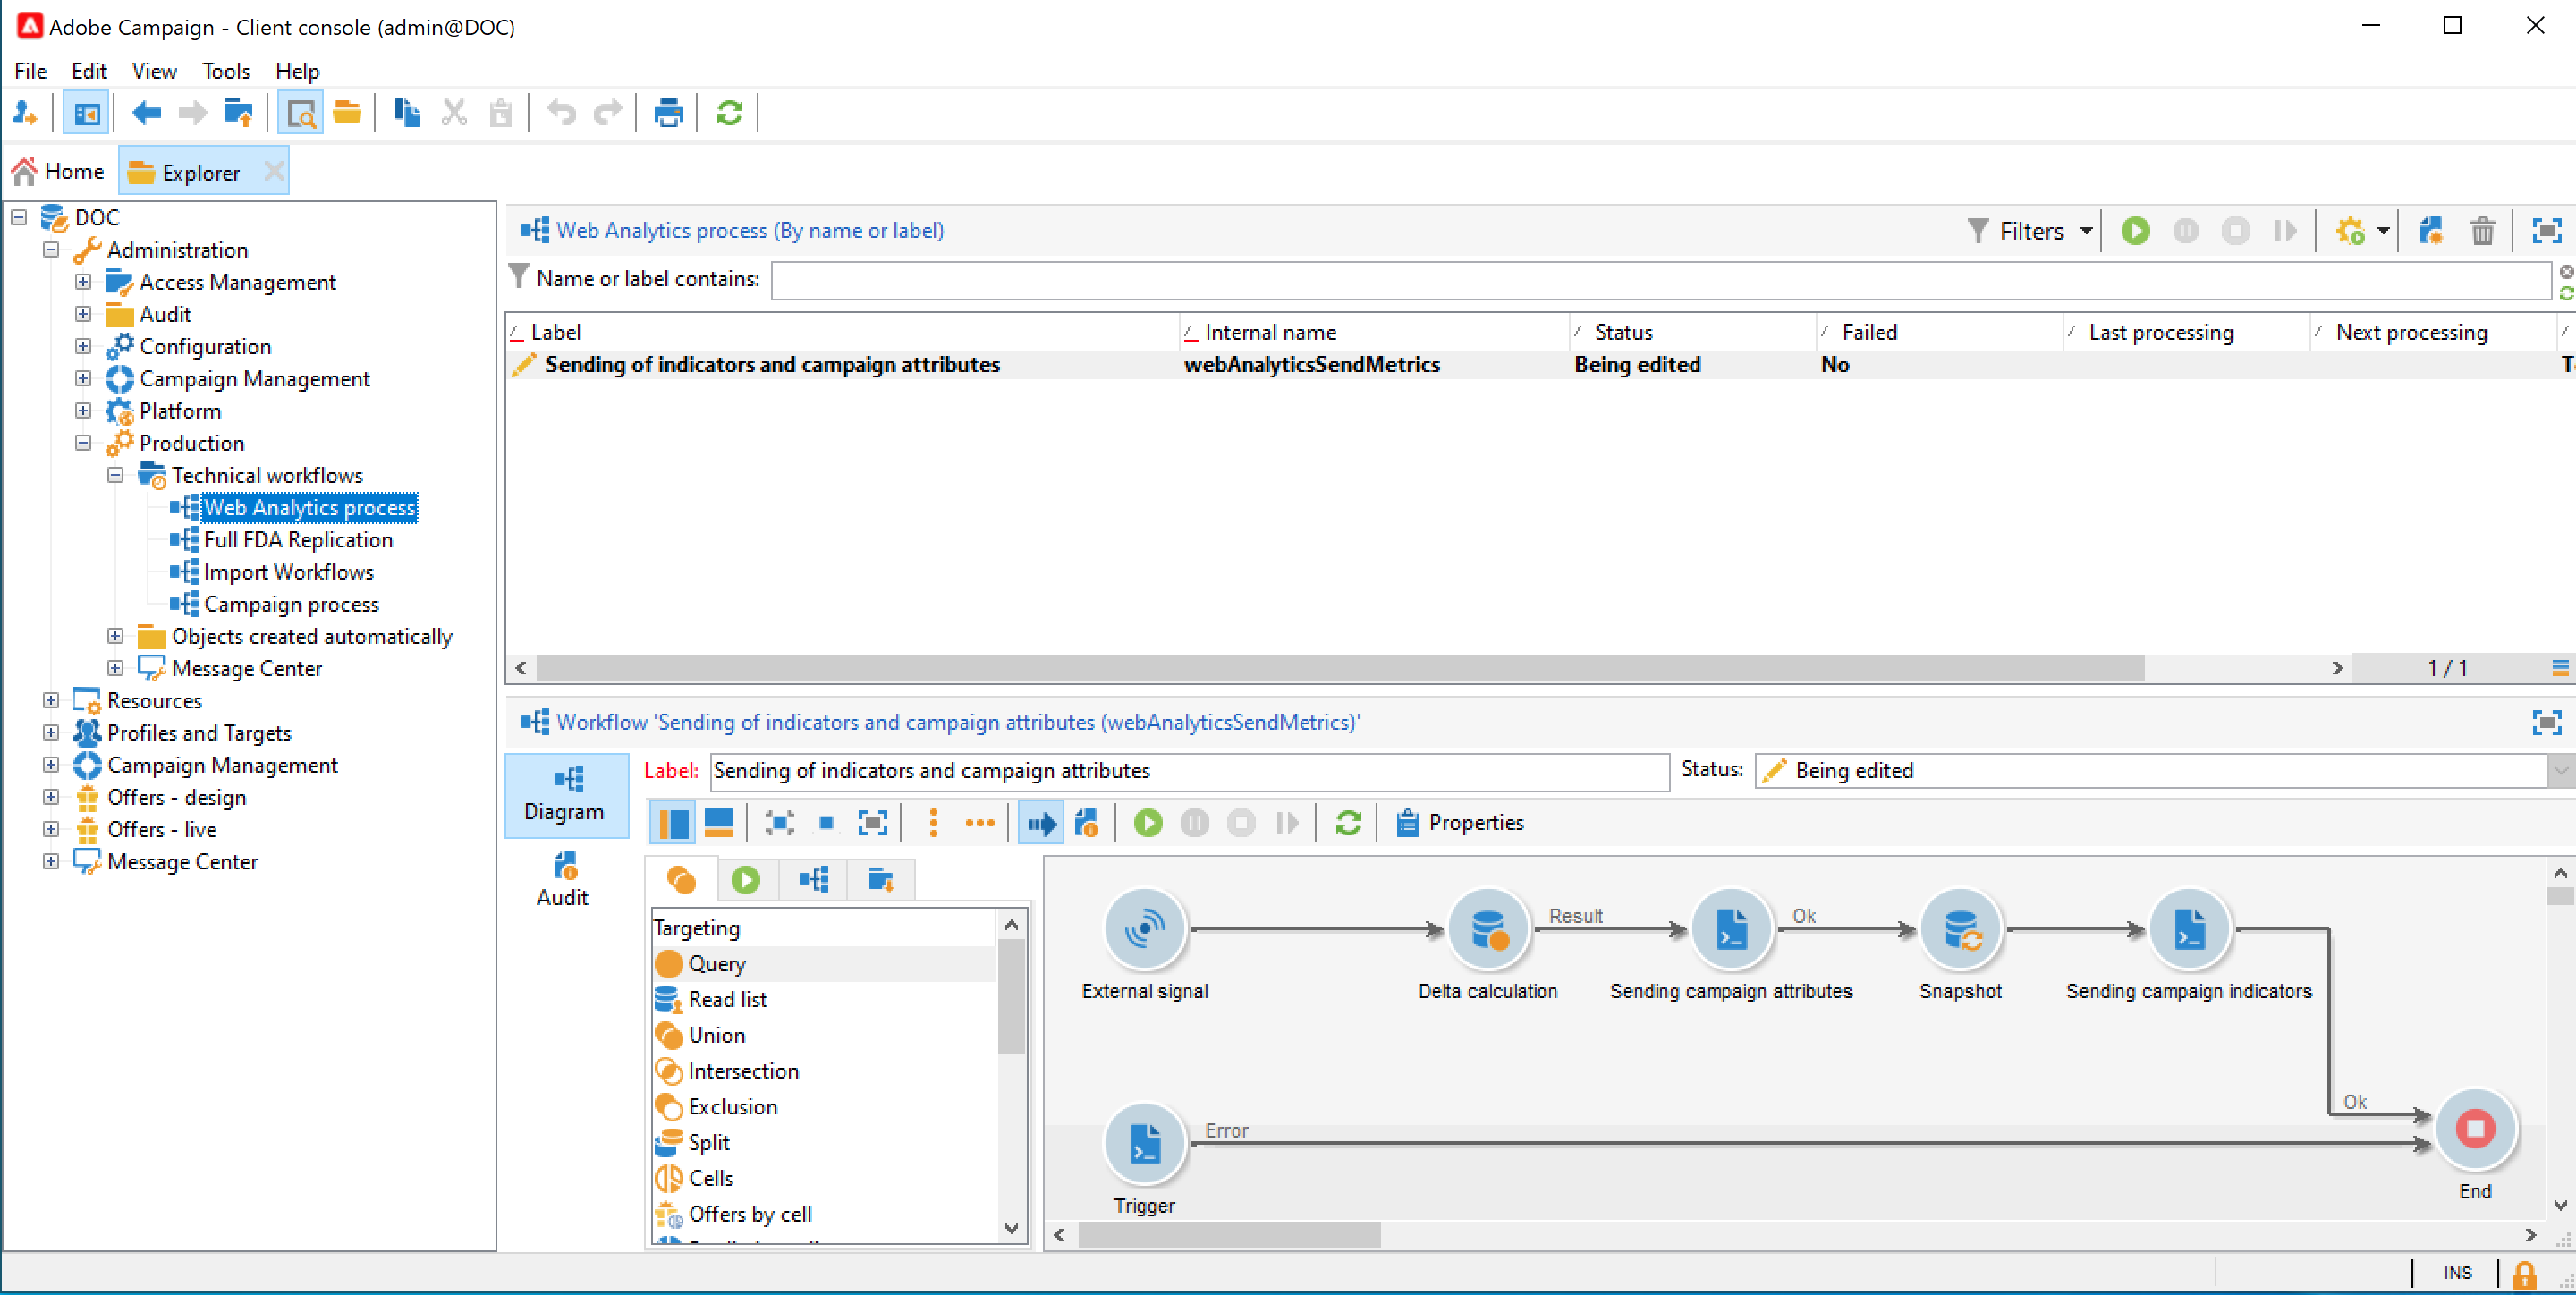 Adobe Campaign - Client console (admin@DOC)
File Edit View Tools Help
Home Explorer
DOC
Administration
Access Management
Audit
Configuration
Campaign Management
Platform
Production
Technical workflows
Web Analytics process
Full FDA Replication
Import Workflows
Campaign process
Objects created automatically
Message Center
Resources
Profiles and Targets
Campaign Management
Offers - design
Offers - live
Message Center
Web Analytics process (By name or label)
Filters
Name or label contains:
Label Internal name Status Failed Last processing Next processing
Sending of indicators and campaign attributes webAnalyticsSendMetrics Being edited No
1 / 1
Workflow 'Sending of indicators and campaign attributes (webAnalyticsSendMetrics)'
Diagram
Audit
Label: Sending of indicators and campaign attributes Status: Being edited
Properties
Targeting
Query
Read list
Union
Intersection
Exclusion
Split
Cells
Offers by cell
Result Ok
External signal Delta calculation Sending campaign attributes Snapshot Sending campaign indicators
Ok
Error
Trigger
End
INS